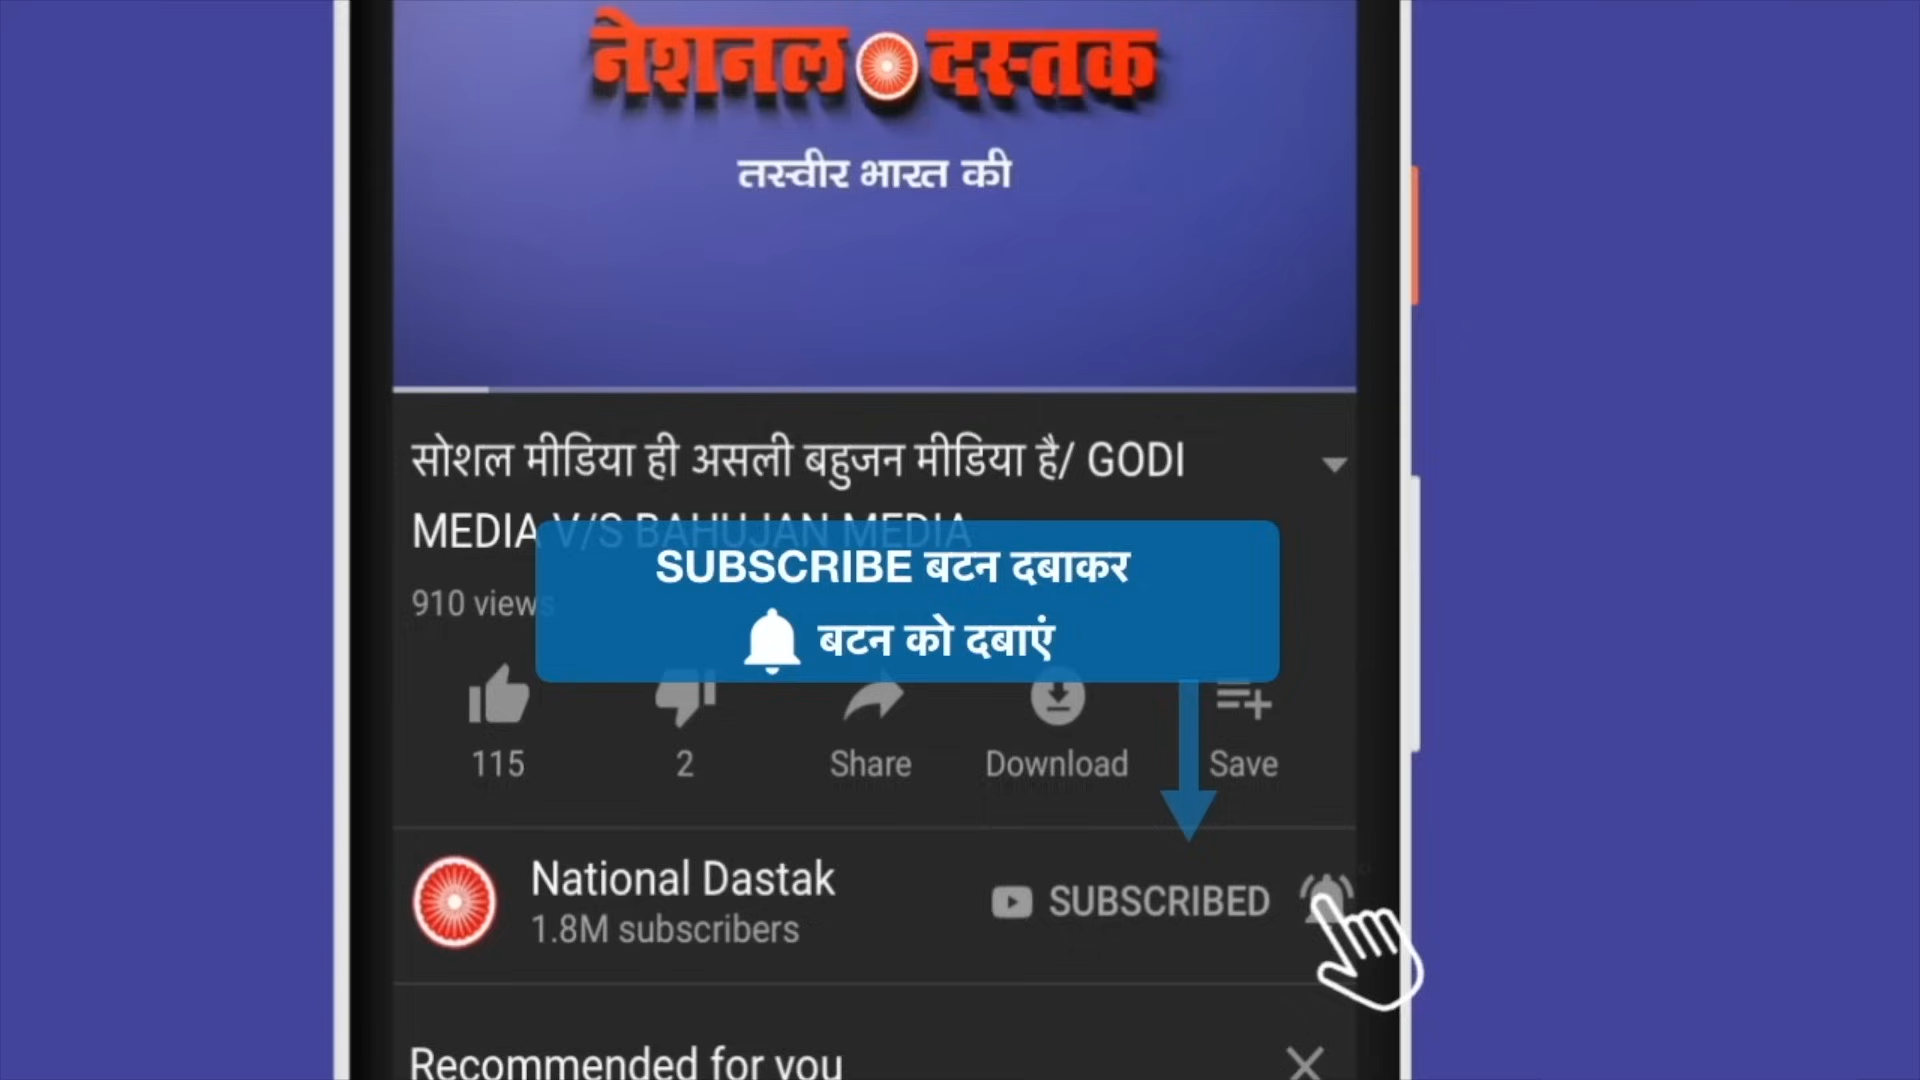 नेशनल दस्तक
तस्वीर भारत की
सोशल मीडिया ही असली बहुजन मीडिया है/ GODI
MEDIA V/S BAHUJAN MEDIA
SUBSCRIBE बटन दबाकर
बटन को दबाएं
910 views
115
2
Share
Download
Save
National Dastak
1.8M subscribers
SUBSCRIBED
Recommended for you